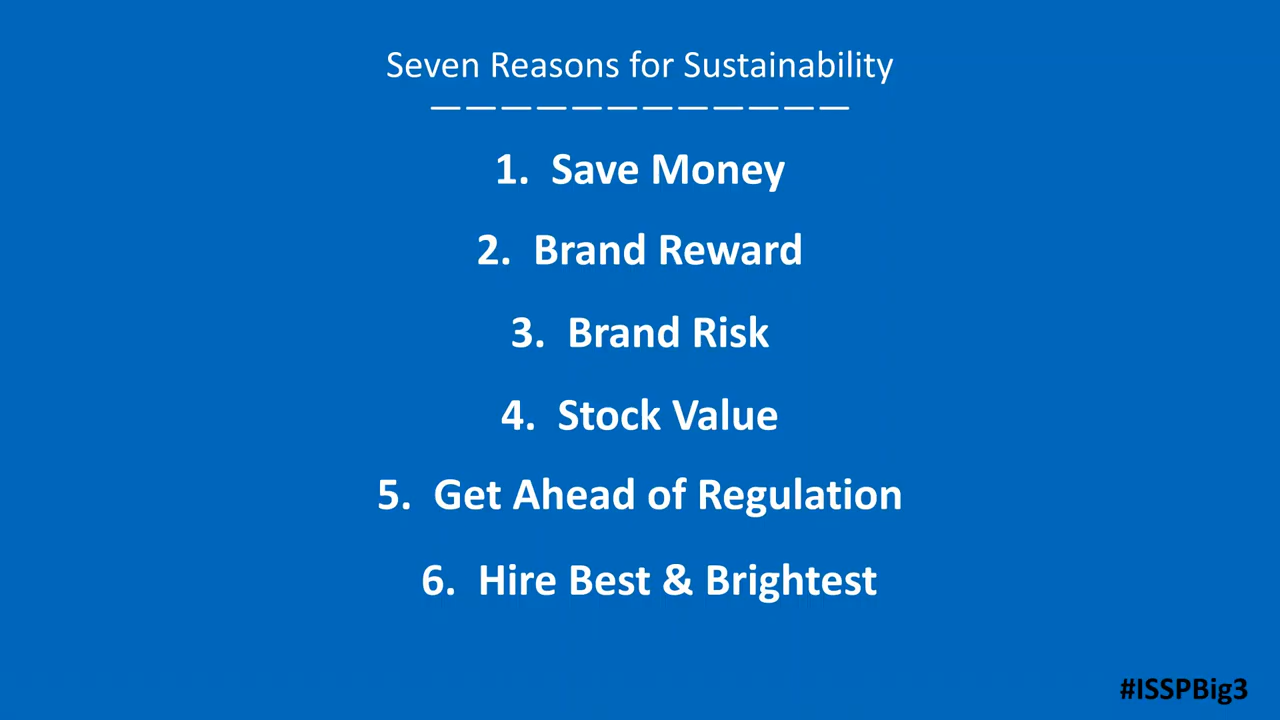 Seven Reasons for Sustainability
————————————
1. Save Money
2. Brand Reward
3. Brand Risk
4. Stock Value
5. Get Ahead of Regulation
6. Hire Best & Brightest
#ISSPBig3